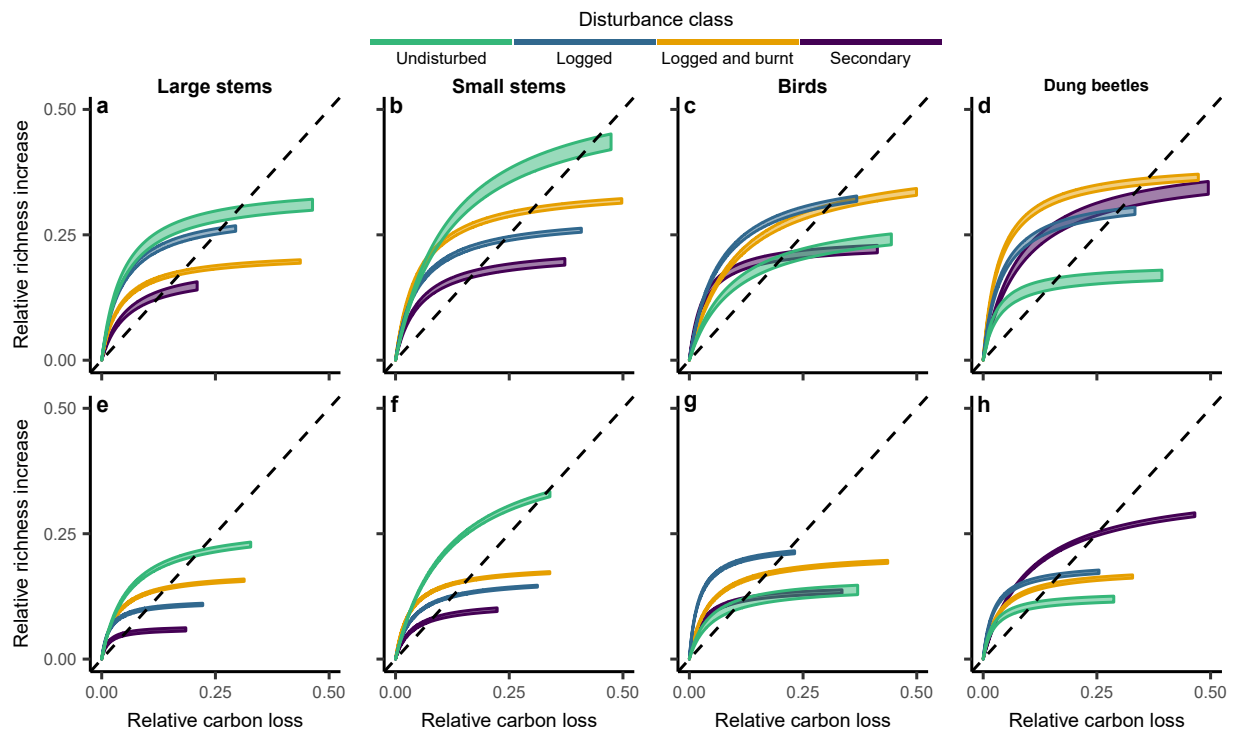 Disturbance class
Undisturbed Logged Logged and burnt Secondary
Large stems Small stems Birds Dung beetles
a b c d
Relative richness increase
0.50
0.25
0.00
e f g h
Relative richness increase
0.50
0.25
0.00
0.00 0.25 0.50 0.00 0.25 0.50 0.00 0.25 0.50 0.00 0.25 0.50
Relative carbon loss Relative carbon loss Relative carbon loss Relative carbon loss